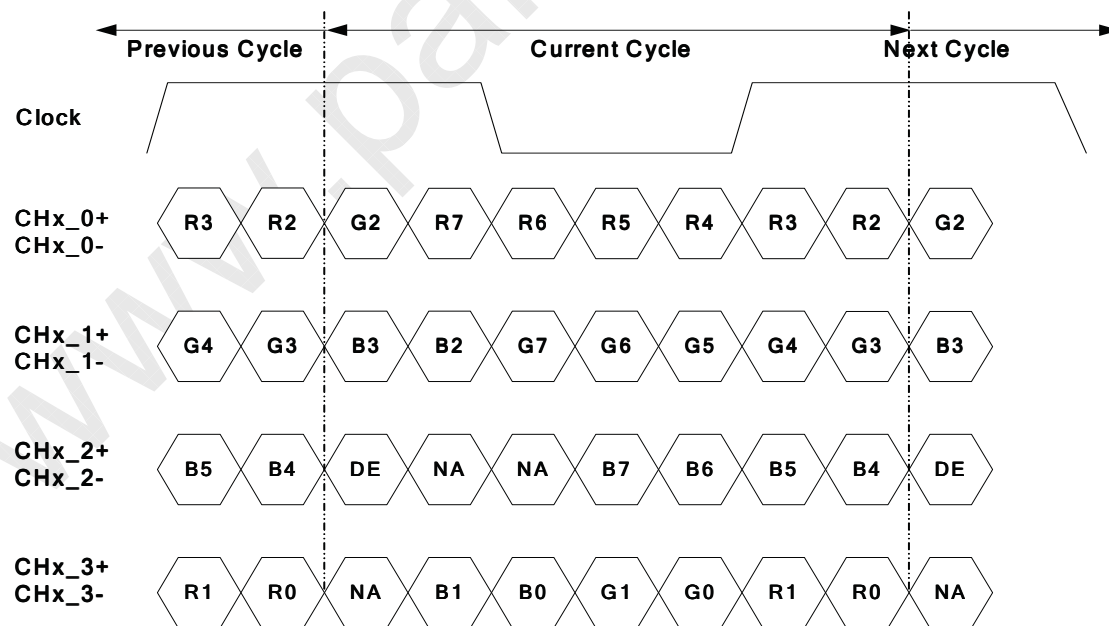 Previous Cycle Current Cycle Next Cycle
Clock
CHx_0+
CHx_0-
R3 R2 G2 R7 R6 R5 R4 R3 R2 G2
CHx_1+
CHx_1-
G4 G3 B3 B2 G7 G6 G5 G4 G3 B3
CHx_2+
CHx_2-
B5 B4 DE NA NA B7 B6 B5 B4 DE
CHx_3+
CHx_3-
R1 R0 NA B1 B0 G1 G0 R1 R0 NA
www.pa